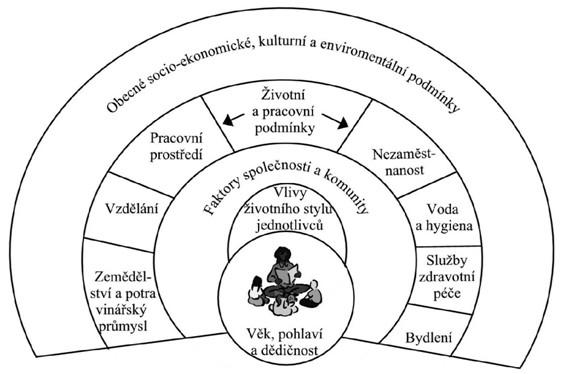 Obecné socio-ekonomické, kulturní a enviromentální podmínky
Životní
a pracovní
podmínky
Pracovní
prostředí
Vzdělání
Zeměděl-
ství a potra
vinářský
průmysl
Nezaměst-
nanost
Voda
a hygiena
Služby
zdravotní
péče
Bydlení
Faktory společnosti a komunity
Vlivy
životního stylu
jednotlivců
Věk, pohlaví
a dědičnost